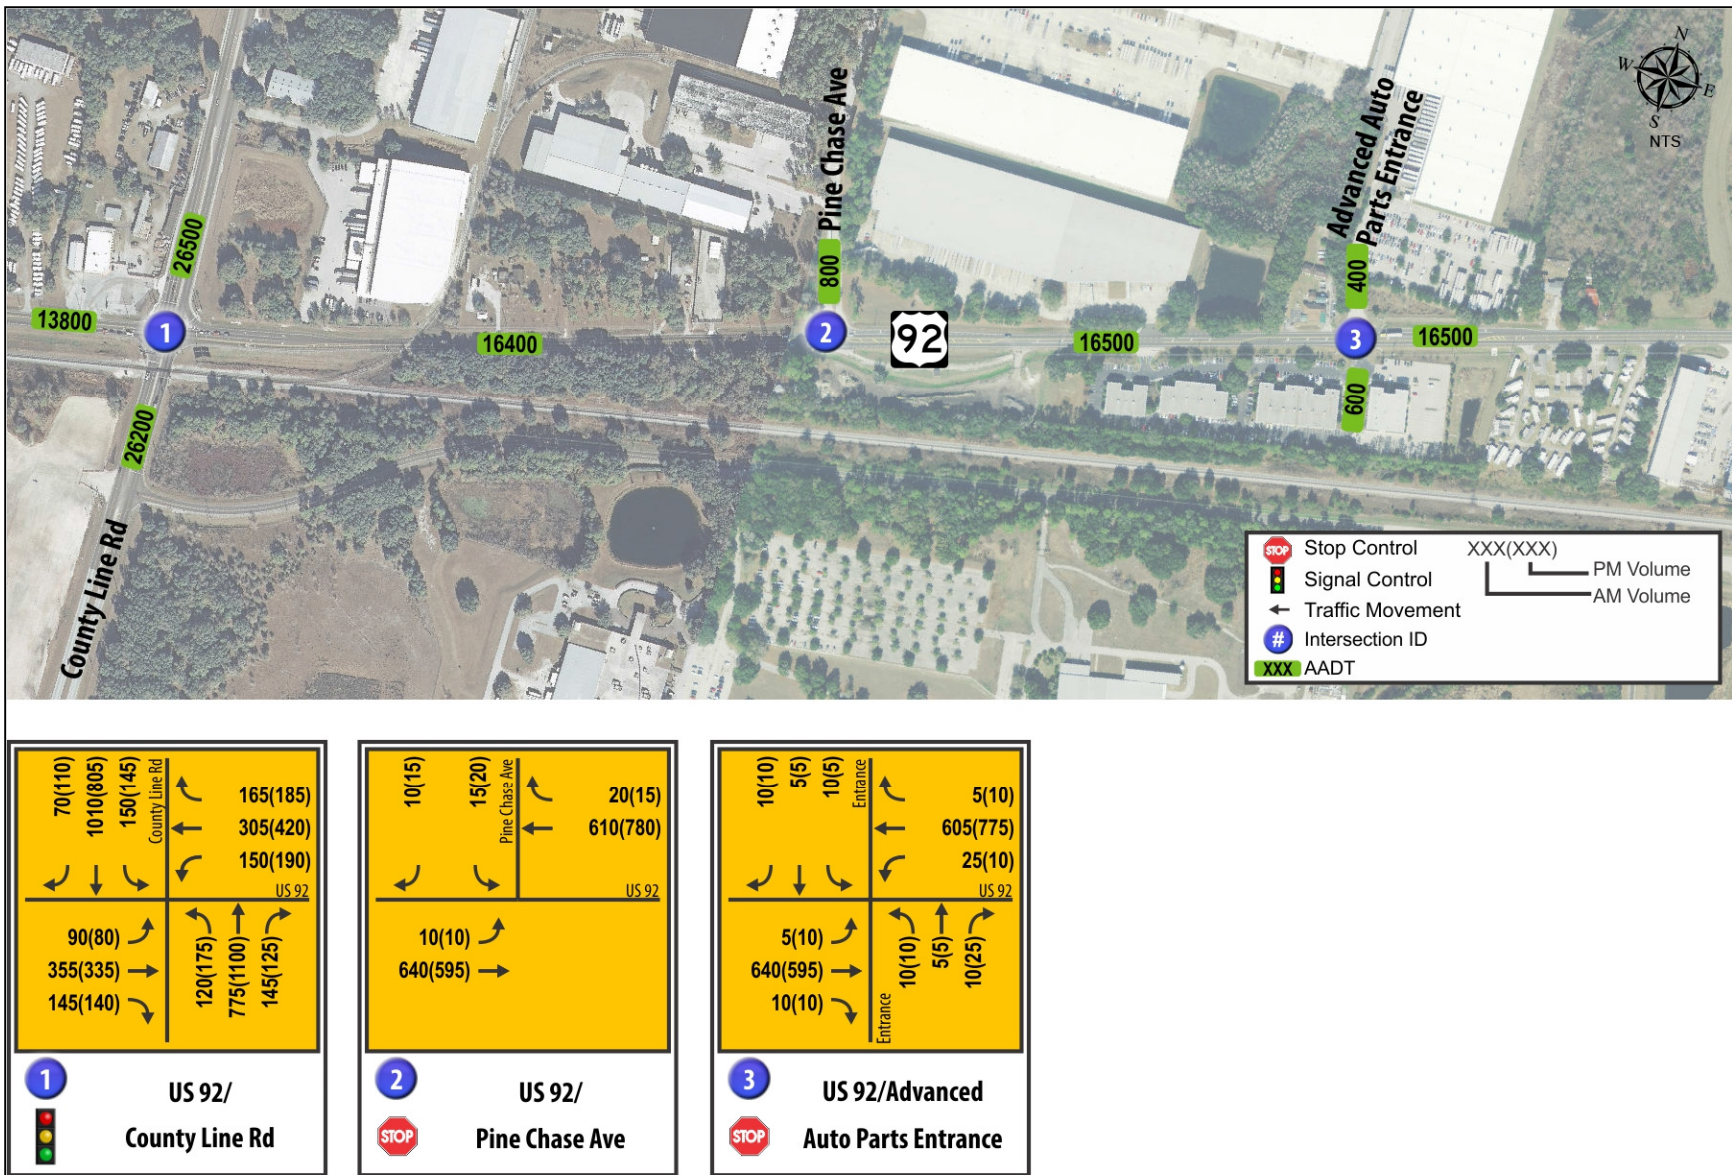 N
W
E
S
NTS
Pine Chase Ave
Advanced Auto
Parts Entrance
26500
800
400
13800
1
16400
2
92
16500
3
16500
26200
600
County Line Rd
STOP Stop Control
Signal Control
Traffic Movement
# Intersection ID
XXX AADT
XXX(XXX)
PM Volume
AM Volume
70(110)
1010(805)
150(145)
County Line Rd
165(185)
305(420)
150(190)
US 92
90(80)
355(335)
145(140)
120(175)
775(1100)
145(125)
1
US 92/
County Line Rd
10(15)
15(20)
Pine Chase Ave
20(15)
610(780)
US 92
10(10)
640(595)
2
US 92/
STOP
Pine Chase Ave
10(10)
5(5)
10(5)
Entrance
5(10)
605(775)
25(10)
US 92
5(10)
640(595)
10(10)
Entrance
10(10)
5(5)
10(25)
3
US 92/Advanced
STOP
Auto Parts Entrance